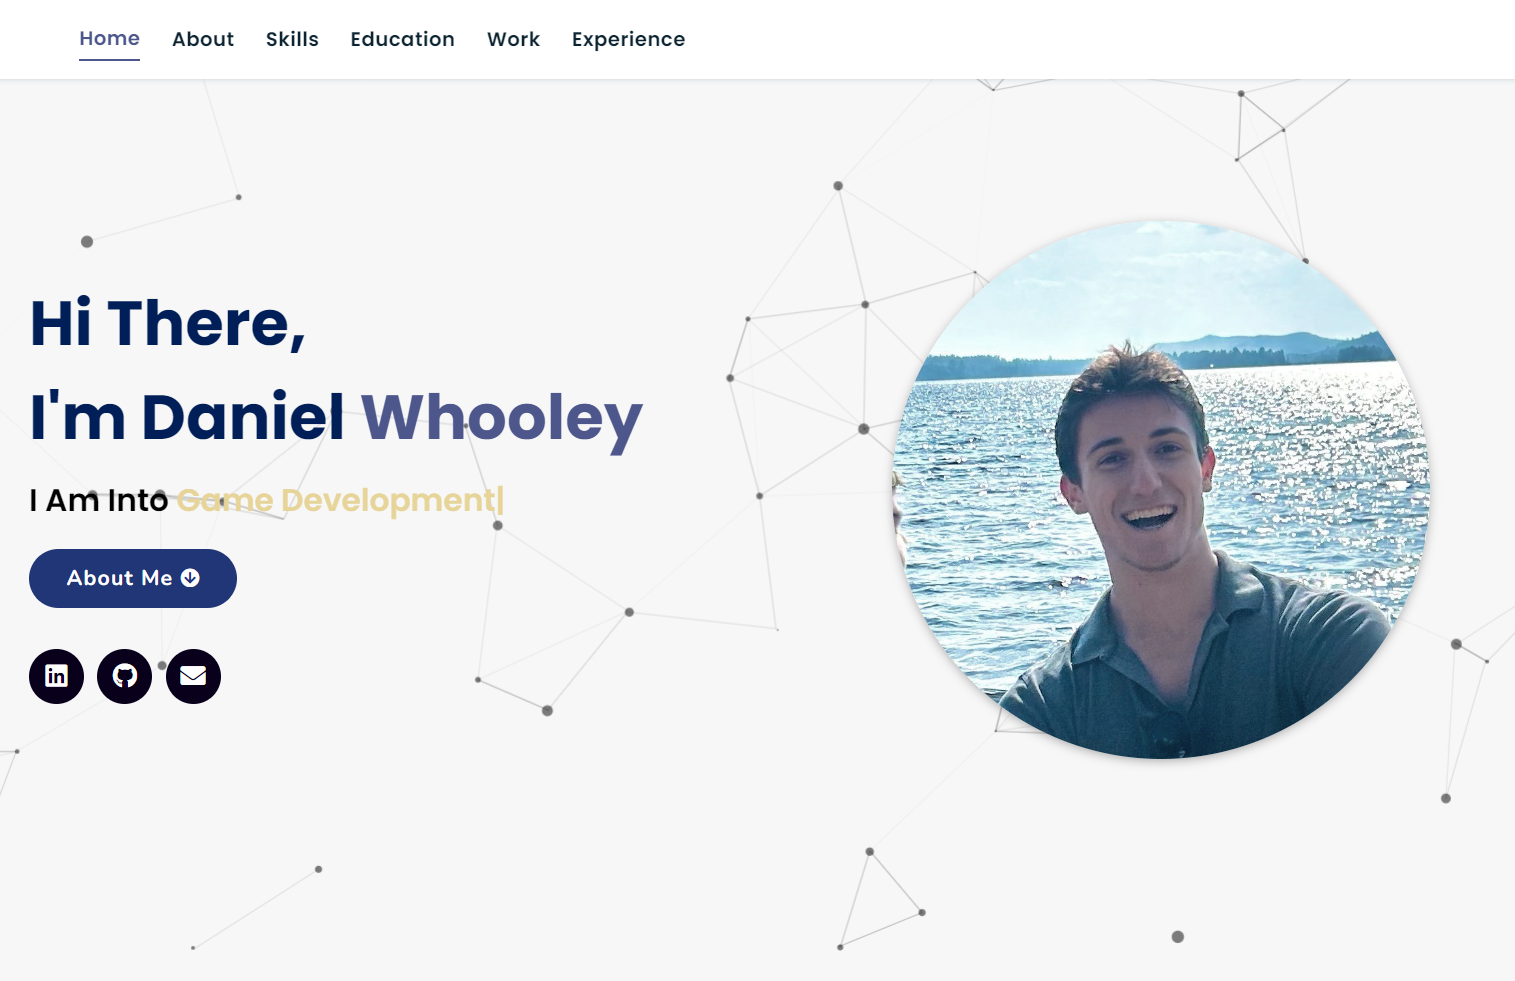 Home About Skills Education Work Experience
Hi There,
I'm Daniel Whooley
I Am Into Game Development|
About Me